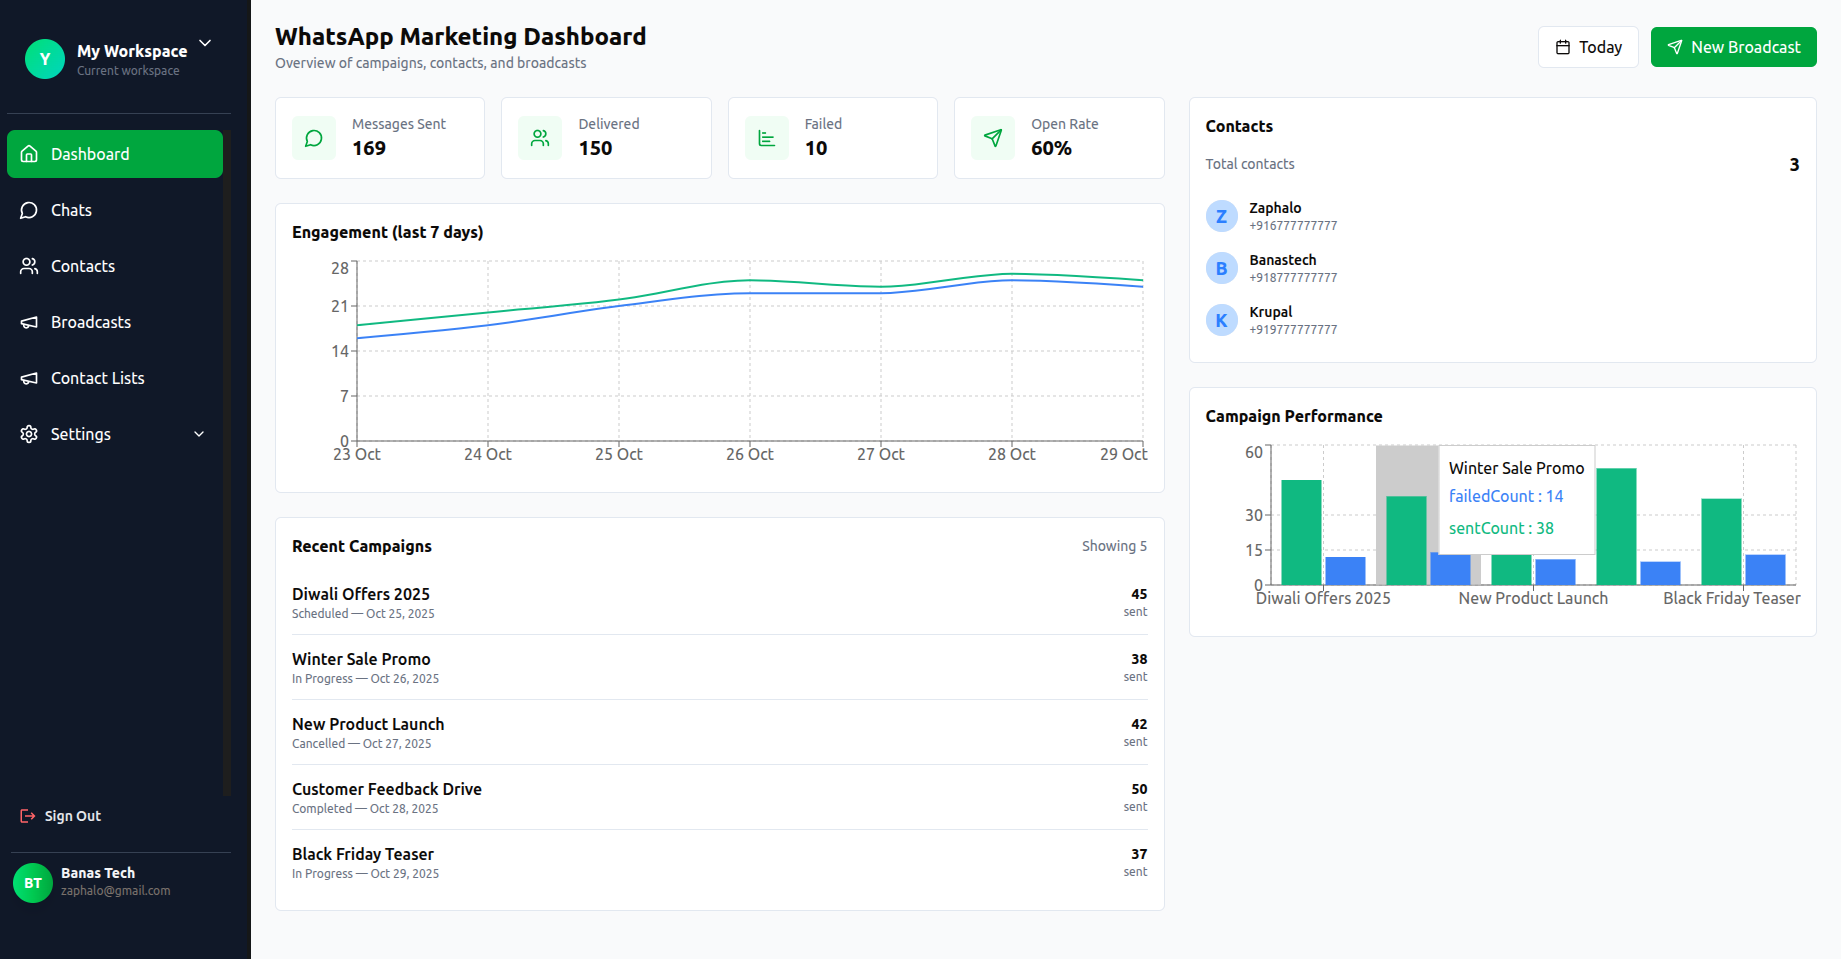 Y
My Workspace
Current workspace
Dashboard
Chats
Contacts
Broadcasts
Contact Lists
Settings
Sign Out
BT
Banas Tech
zaphalo@gmail.com
WhatsApp Marketing Dashboard
Overview of campaigns, contacts, and broadcasts
Today
New Broadcast
Messages Sent
169
Delivered
150
Failed
10
Open Rate
60%
Engagement (last 7 days)
28
21
14
7
0
23 Oct 24 Oct 25 Oct 26 Oct 27 Oct 28 Oct 29 Oct
Recent Campaigns
Showing 5
Diwali Offers 2025
45
Scheduled — Oct 25, 2025
sent
Winter Sale Promo
38
In Progress — Oct 26, 2025
sent
New Product Launch
42
Cancelled — Oct 27, 2025
sent
Customer Feedback Drive
50
Completed — Oct 28, 2025
sent
Black Friday Teaser
37
In Progress — Oct 29, 2025
sent
Contacts
Total contacts
3
Z
Zaphalo
+916777777777
B
Banastech
+918777777777
K
Krupal
+919777777777
Campaign Performance
60
30
15
0
Winter Sale Promo
failedCount : 14
sentCount : 38
Diwali Offers 2025 New Product Launch Black Friday Teaser